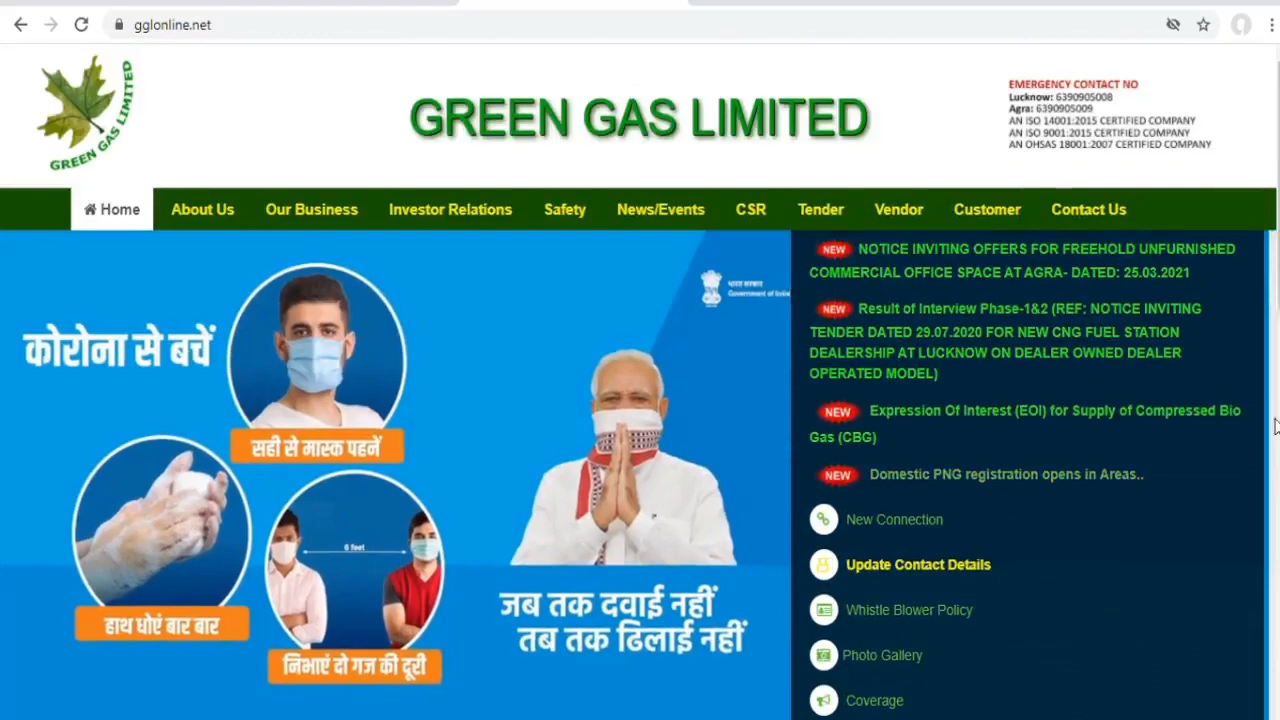 gglonline.net
GREEN GAS LIMITED
GREEN GAS LIMITED
EMERGENCY CONTACT NO
Lucknow: 6390905008
Agra: 6390905009
AN ISO 14001:2015 CERTIFIED COMPANY
AN ISO 9001:2015 CERTIFIED COMPANY
AN OHSAS 18001:2007 CERTIFIED COMPANY
Home About Us Our Business Investor Relations Safety News/Events CSR Tender Vendor Customer Contact Us
भारत सरकार
Government of India
कोरोना से बचें
सही से मास्क पहनें
6 feet
हाथ धोएं बार बार
निभाएं दो गज की दूरी
जब तक दवाई नहीं
तब तक ढिलाई नहीं
NEW NOTICE INVITING OFFERS FOR FREEHOLD UNFURNISHED
COMMERCIAL OFFICE SPACE AT AGRA- DATED: 25.03.2021
NEW Result of Interview Phase-1&2 (REF: NOTICE INVITING
TENDER DATED 29.07.2020 FOR NEW CNG FUEL STATION
DEALERSHIP AT LUCKNOW ON DEALER OWNED DEALER
OPERATED MODEL)
NEW Expression Of Interest (EOI) for Supply of Compressed Bio
Gas (CBG)
NEW Domestic PNG registration opens in Areas..
New Connection
Update Contact Details
Whistle Blower Policy
Photo Gallery
Coverage